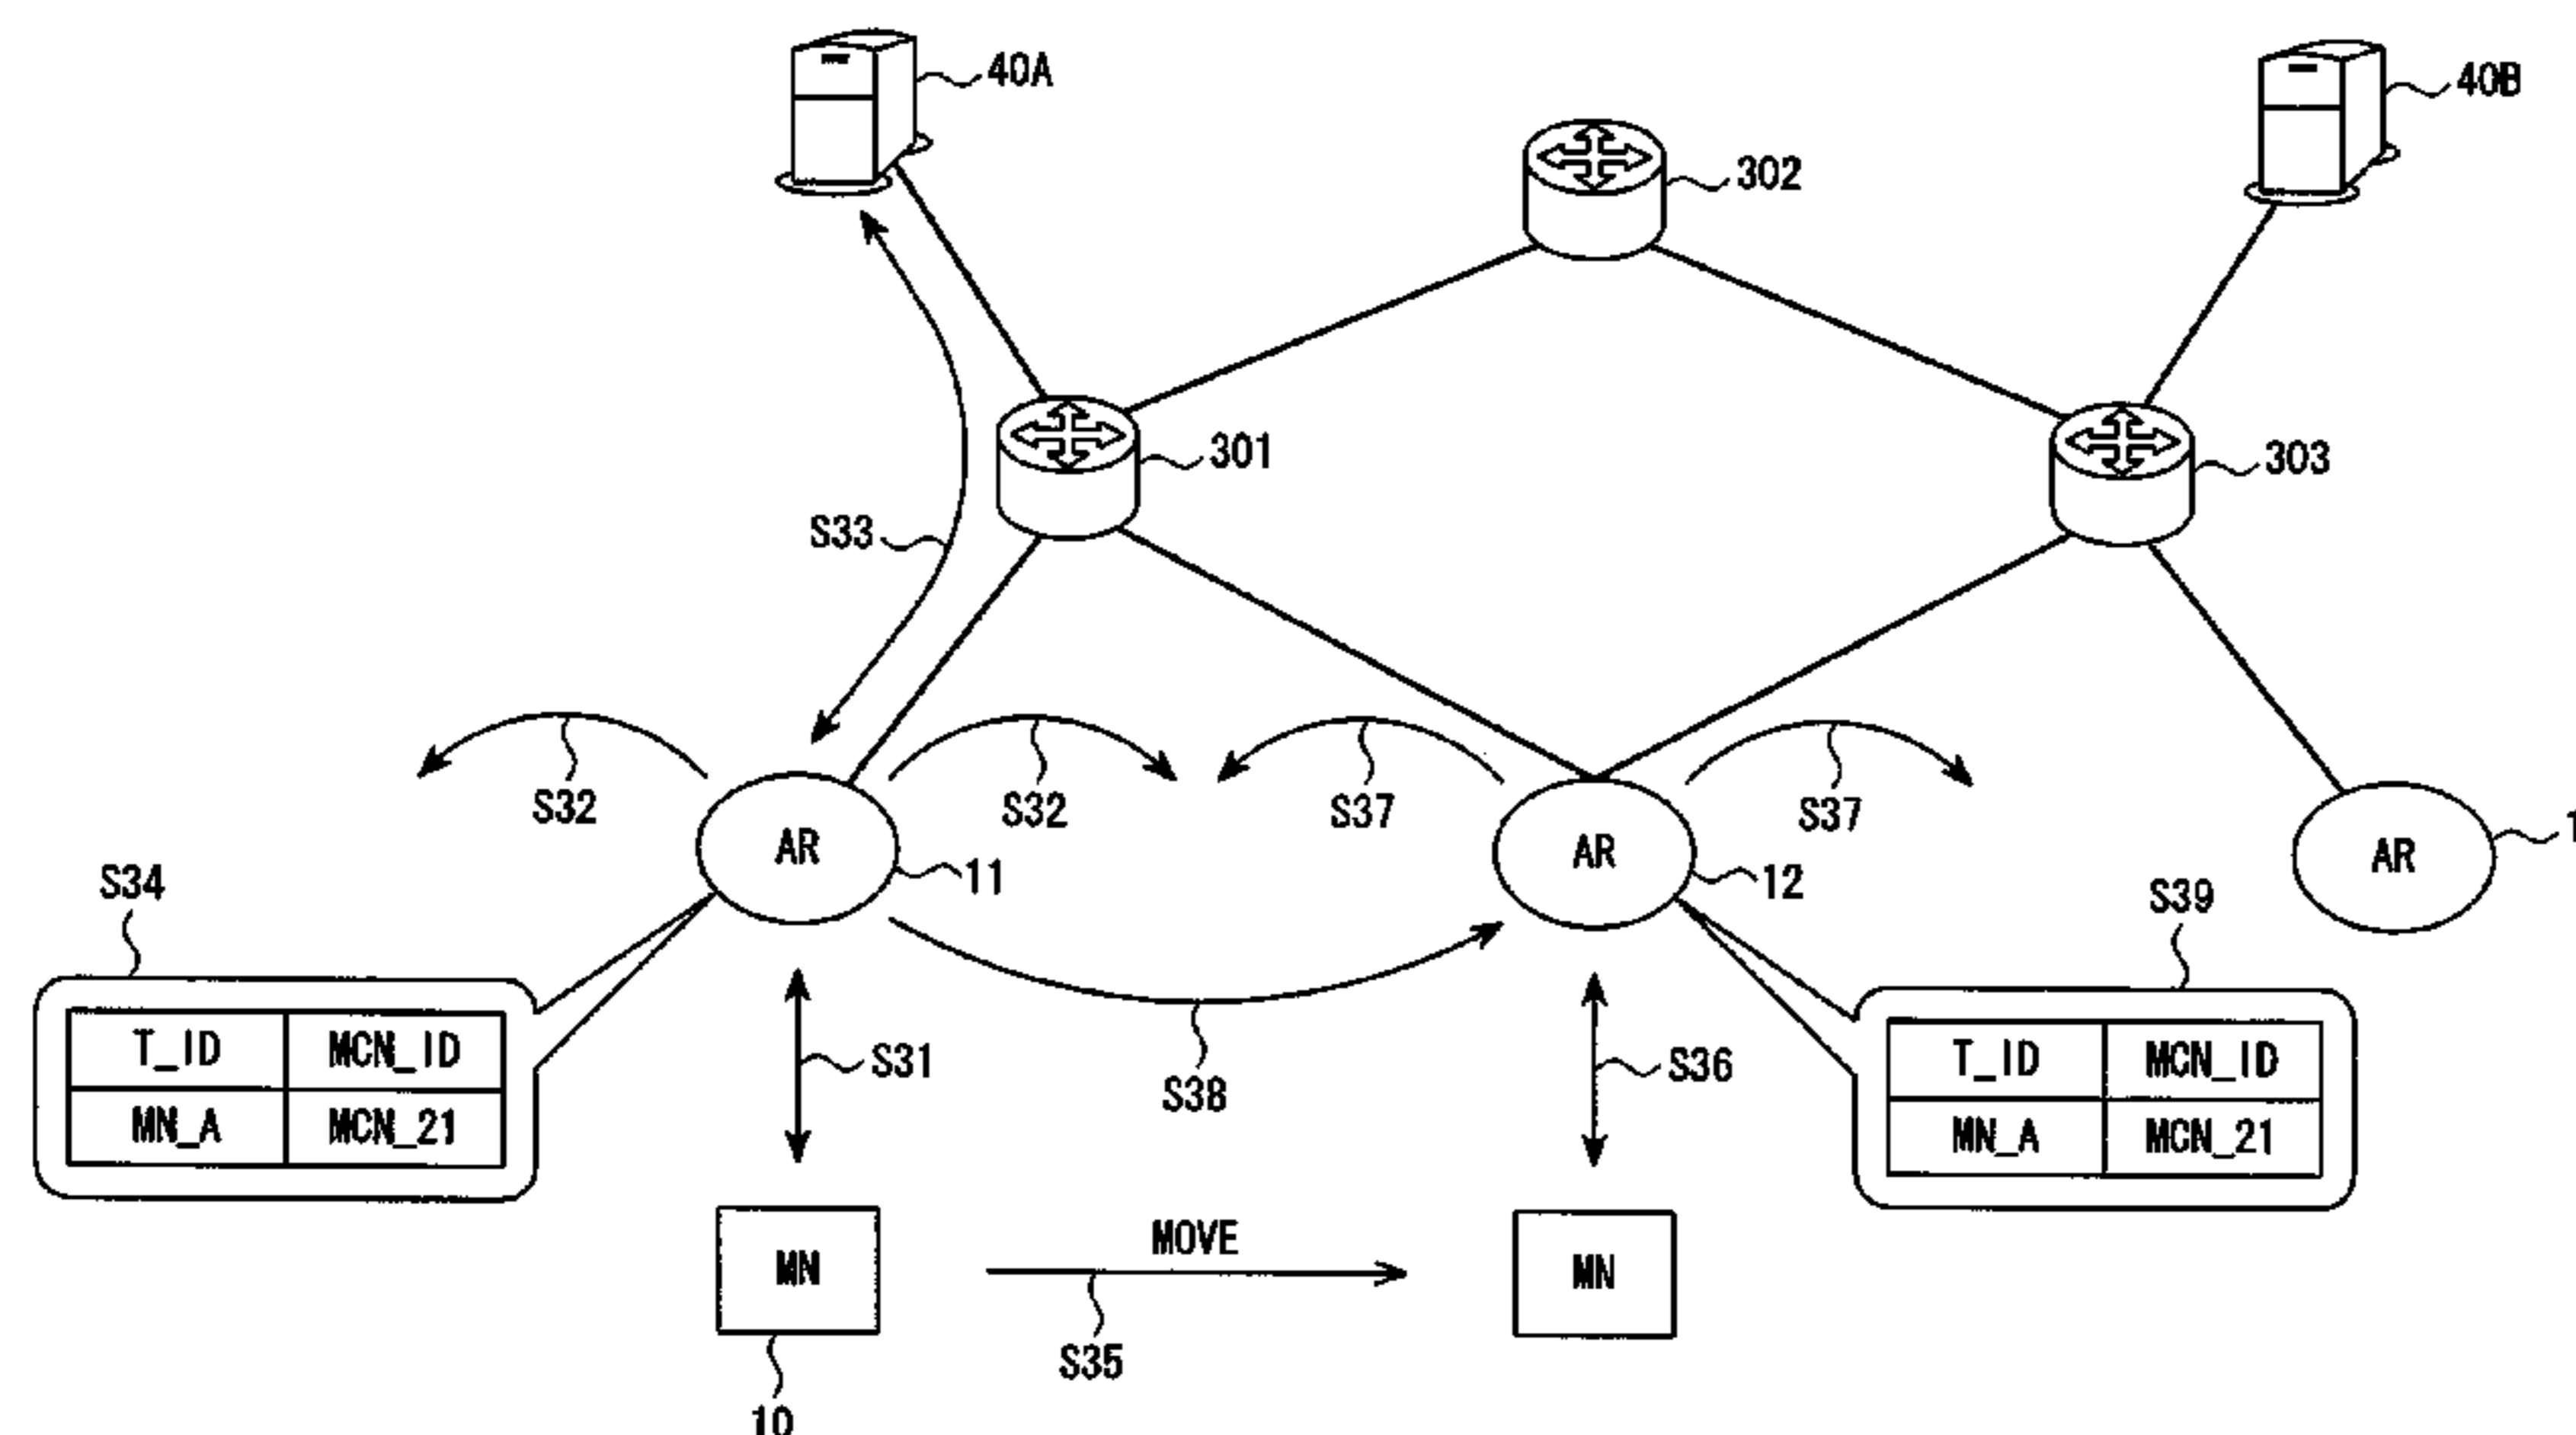 40A
40B
302
301
303
S33
S32
S32
S37
S37
AR
11
AR
12
AR
1
S34
S39
T_ID
MCN_ID
MN_A
MCN_21
S38
S31
S36
T_ID
MCN_ID
MN_A
MCN_21
MN
MOVE
MN
S35
10